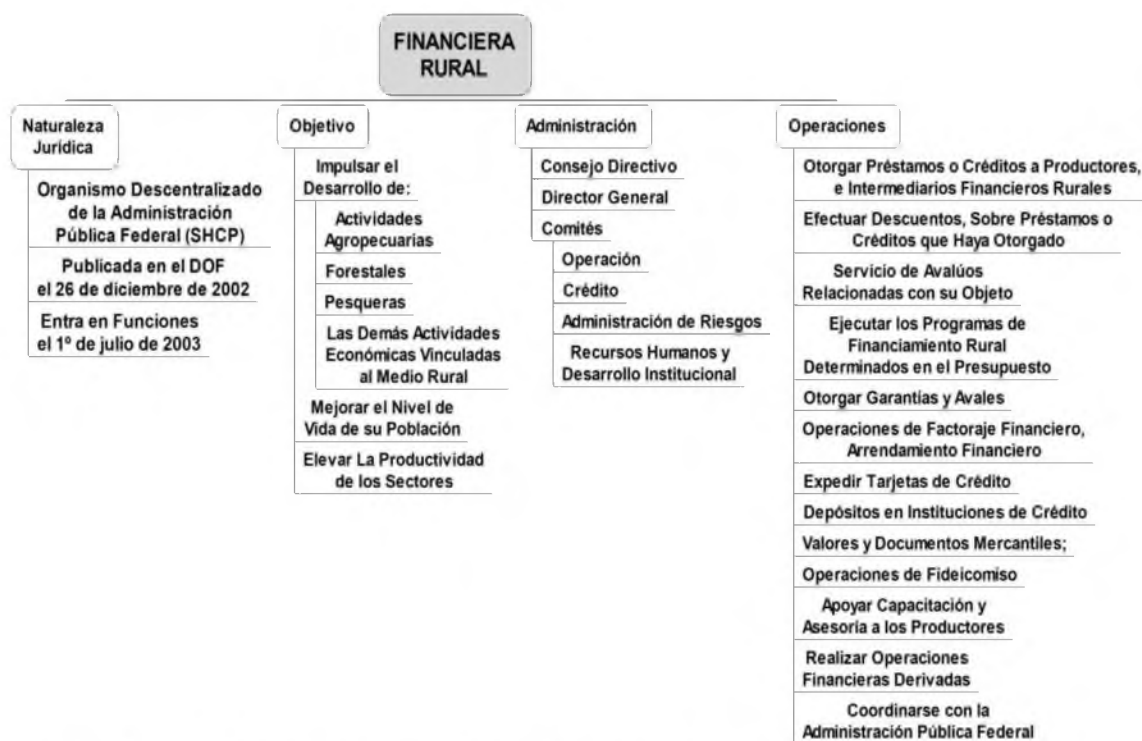 FINANCIERA
RURAL
Naturaleza
Jurídica
Organismo Descentralizado
de la Administración
Pública Federal (SHCP)
Publicada en el DOF
el 26 de diciembre de 2002
Entra en Funciones
el 1º de julio de 2003
Objetivo
Impulsar el
Desarrollo de:
Actividades
Agropecuarias
Forestales
Pesqueras
Las Demás Actividades
Económicas Vinculadas
al Medio Rural
Mejorar el Nivel de
Vida de su Población
Elevar La Productividad
de los Sectores
Administración
Consejo Directivo
Director General
Comités
Operación
Crédito
Administración de Riesgos
Recursos Humanos y
Desarrollo Institucional
Operaciones
Otorgar Préstamos o Créditos a Productores,
e Intermediarios Financieros Rurales
Efectuar Descuentos, Sobre Préstamos o
Créditos que Haya Otorgado
Servicio de Avalúos
Relacionadas con su Objeto
Ejecutar los Programas de
Financiamiento Rural
Determinados en el Presupuesto
Otorgar Garantías y Avales
Operaciones de Factoraje Financiero,
Arrendamiento Financiero
Expedir Tarjetas de Crédito
Depósitos en Instituciones de Crédito
Valores y Documentos Mercantiles;
Operaciones de Fideicomiso
Apoyar Capacitación y
Asesoría a los Productores
Realizar Operaciones
Financieras Derivadas
Coordinarse con la
Administración Pública Federal